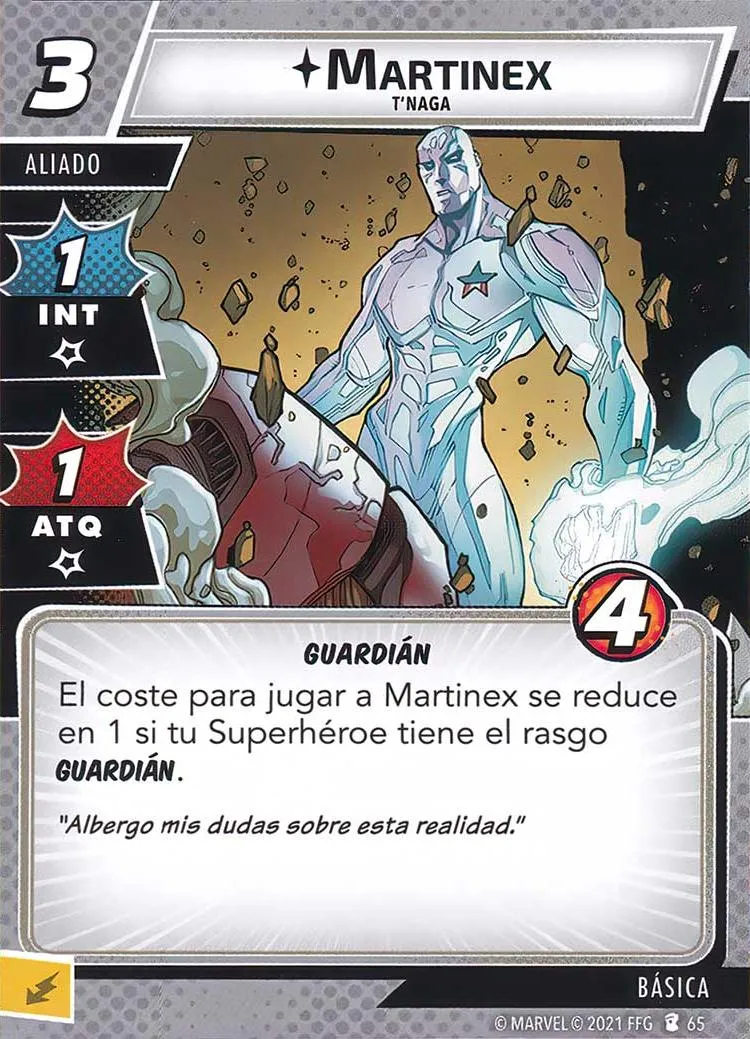 3
MARTINEX
T'NAGA
ALIADO
1
INT
1
ATQ
4
GUARDIÁN
El coste para jugar a Martinex se reduce
en 1 si tu Superhéroe tiene el rasgo
GUARDIÁN.
"Albergo mis dudas sobre esta realidad."
BÁSICA
© MARVEL © 2021 FFG 65